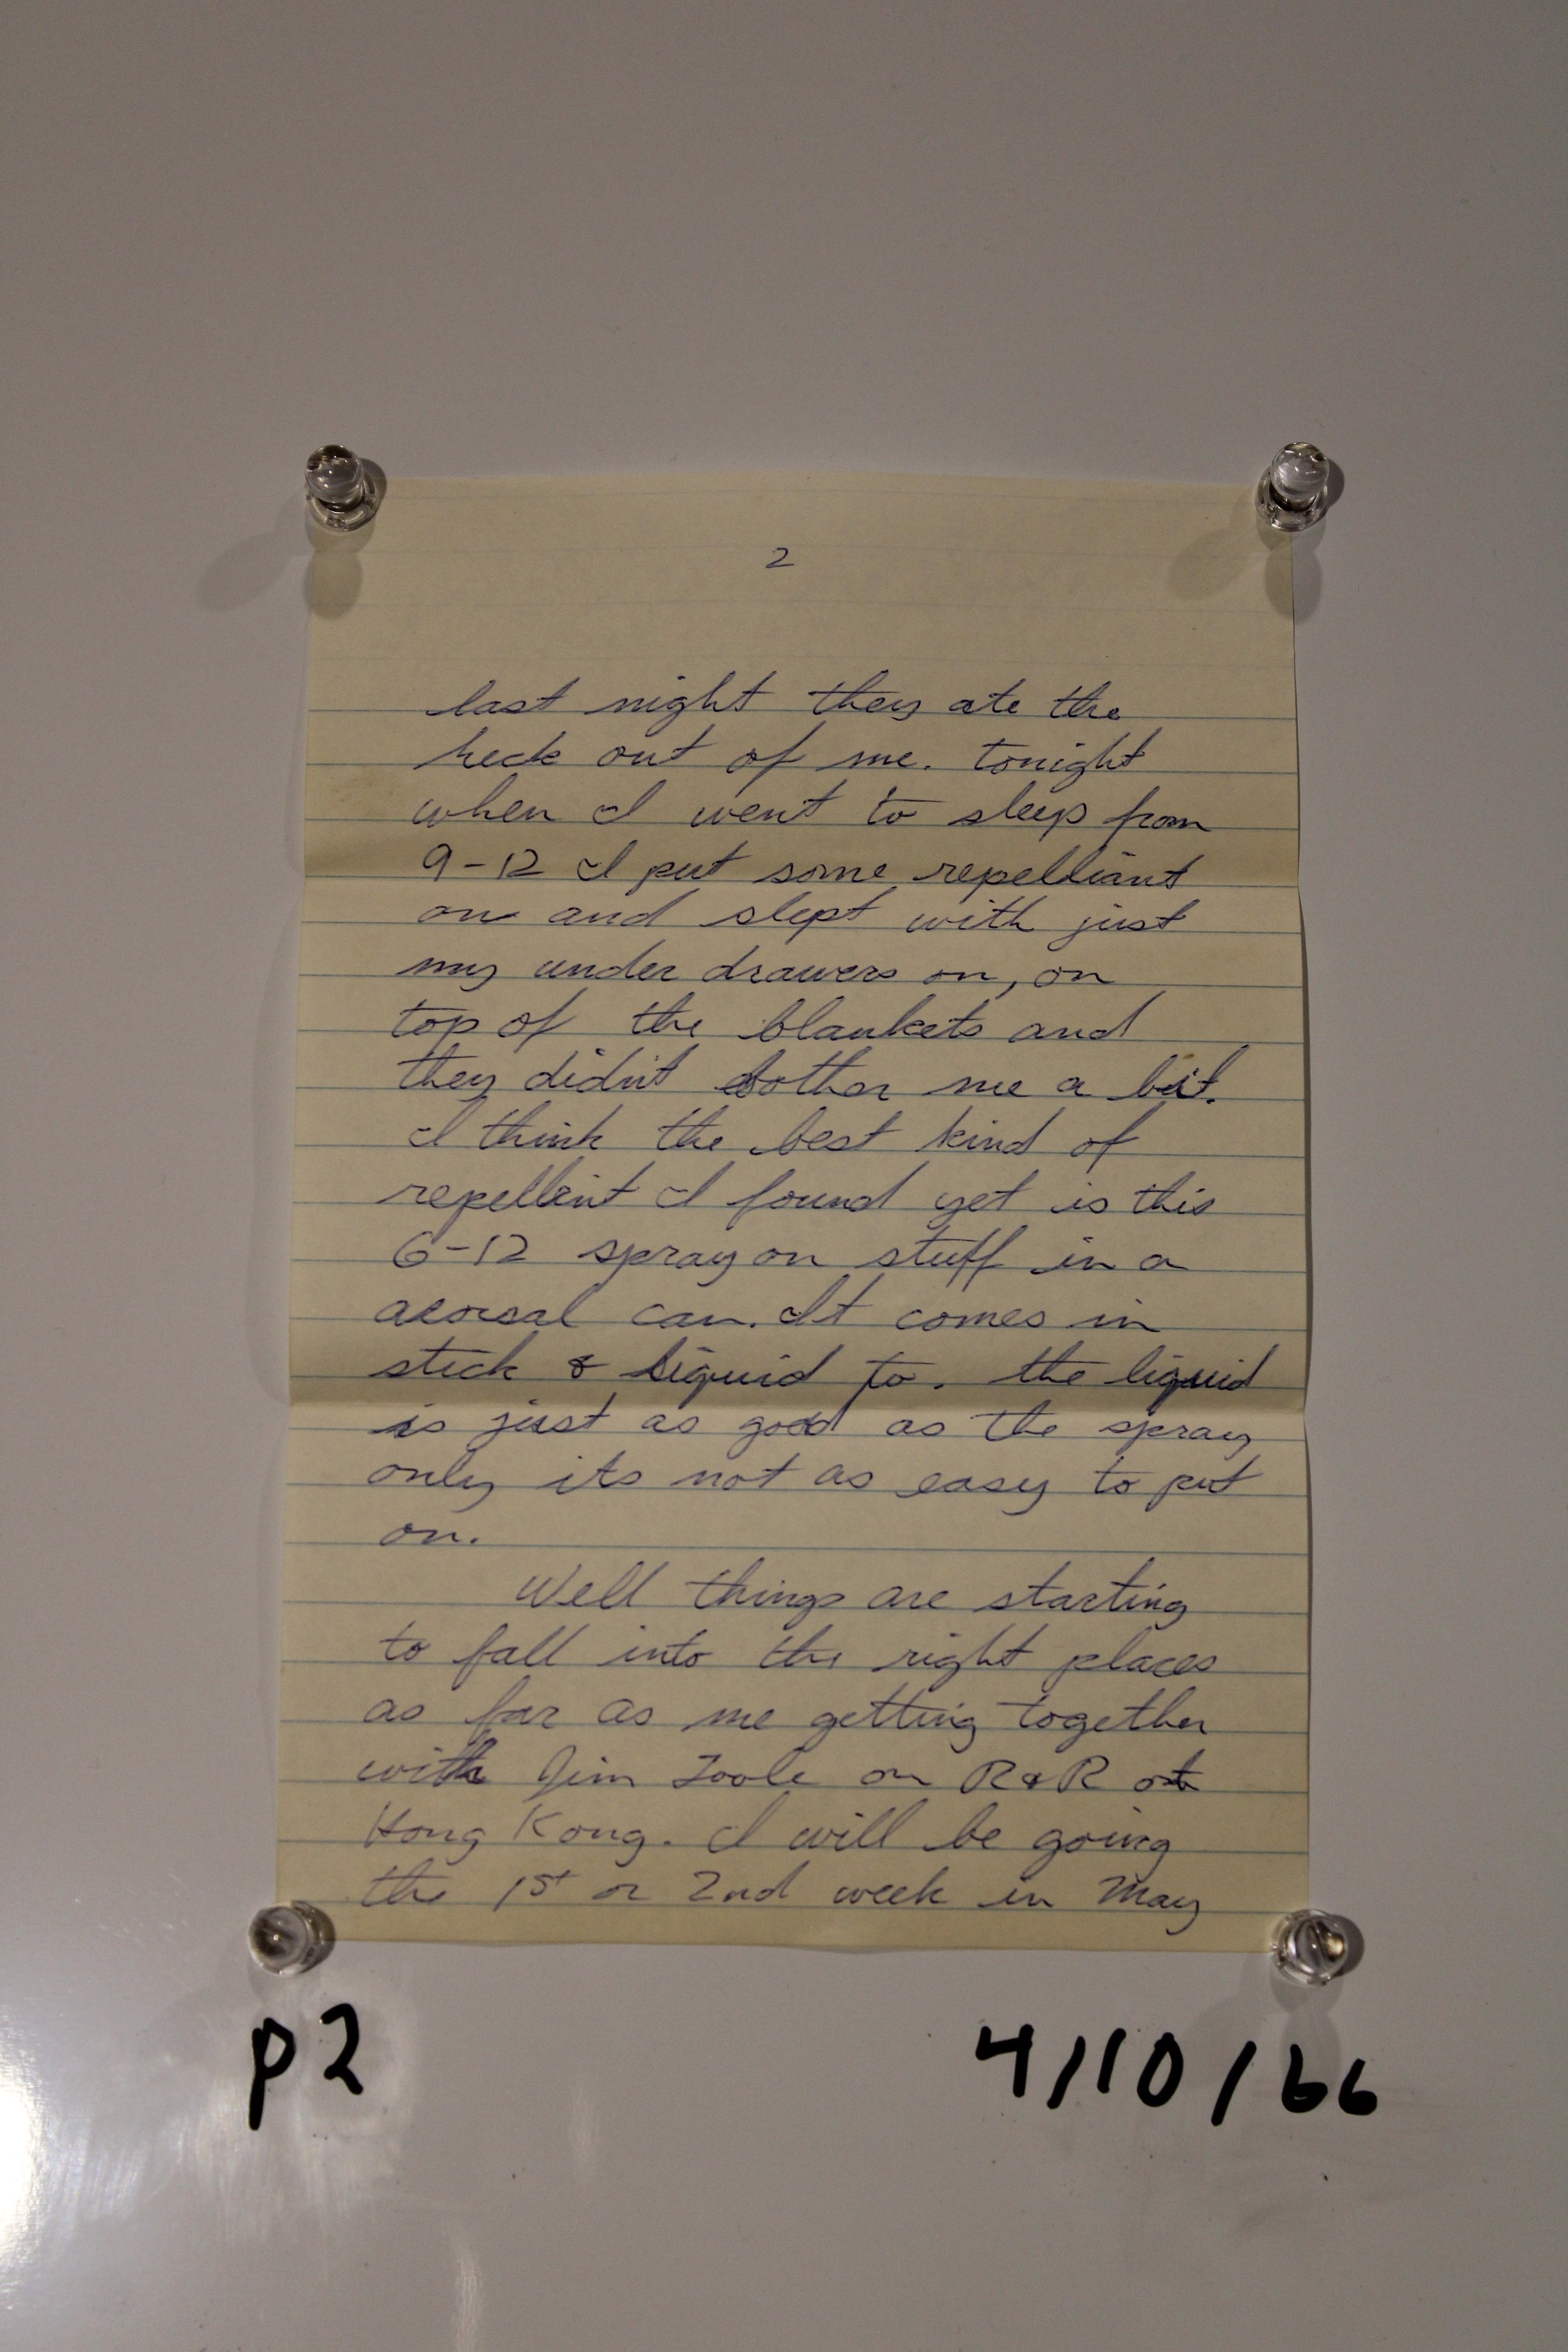 2
last night they ate the
heck out of me. tonight
when I went to sleep from
9-12 I put some repelliant
on and slept with just
my under drawers on, on
top of the blankets and
they didn't bother me a bit.
I think the best kind of
repellent I found yet is this
6-12 spray on stuff in a
aeorsal can. It comes in
stick & liquid to. the liquid
is just as good as the spray
only its not as easy to put
on.
Well things are starting
to fall into the right places
as far as me getting together
with Jim Toole on R&R at
Hong Kong. I will be going
the 1st or 2nd week in May
p2
4/10/66